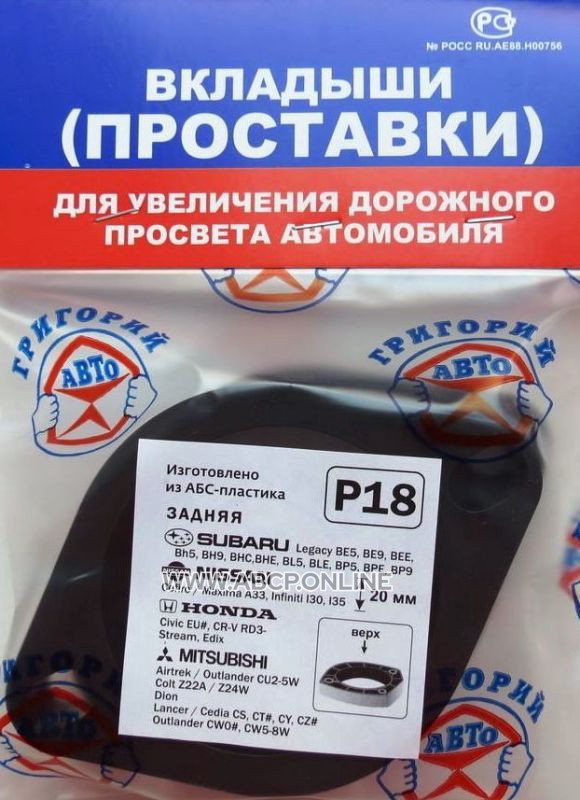 РС
№ РОСС RU.АЕ88.Н00756
ВКЛАДЫШИ
(ПРОСТАВКИ)
ДЛЯ УВЕЛИЧЕНИЯ ДОРОЖНОГО
ПРОСВЕТА АВТОМОБИЛЯ
ГРИГОРИЙ
АВТО
ГРИГОРИЙ
АВТО
Изготовлено
из АБС-пластика
P18
ЗАДНЯЯ
SUBARU Legacy BE5, BE9, BEE,
Bh5, BH9, BHC,BHE, BL5, BLE, BP5, BPE, BP9
NISSAN
WWW.ABCP.ONLINE
/ Maxima A33, Infiniti I30, I35
20 мм
HONDA
Civic EU#, CR-V RD3-
Stream, Edix
верх
MITSUBISHI
Airtrek / Outlander CU2-5W
Colt Z22A / Z24W
Dion
Lancer / Cedia CS, CT#, CY, CZ#
Outlander CW0#, CW5-8W
ГРИГОРИЙ
АВТО
ГРИГОРИЙ
АВТО